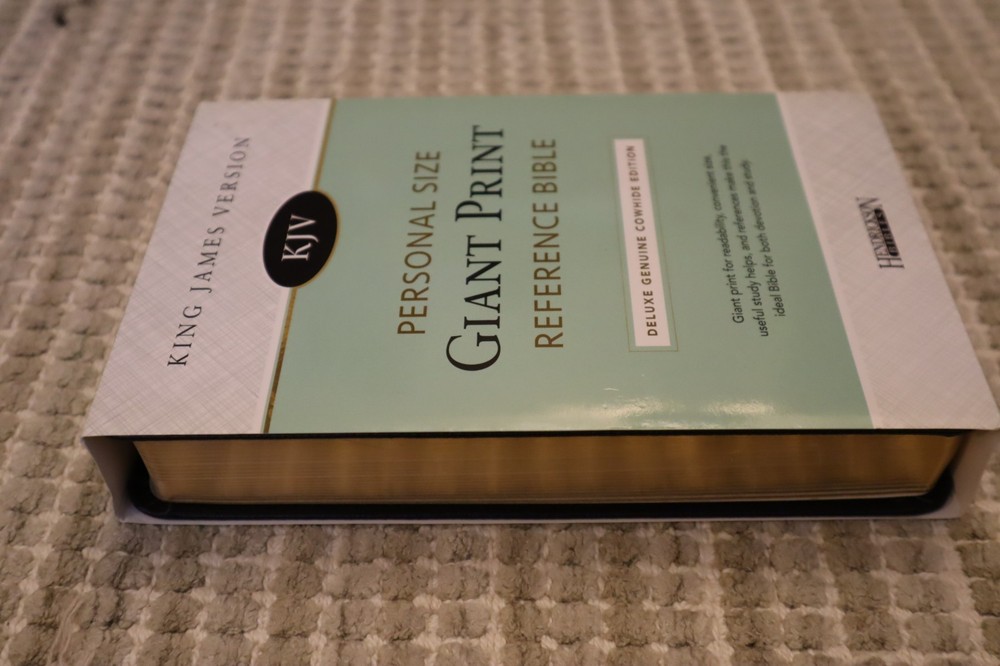 KING JAMES VERSION
KJV
PERSONAL SIZE
GIANT PRINT
REFERENCE BIBLE
DELUXE GENUINE COWHIDE EDITION
Giant print for readability, convenient size,
useful study helps, and references make this the
ideal Bible for both devotion and study
HENDRICKSON
BIBLES